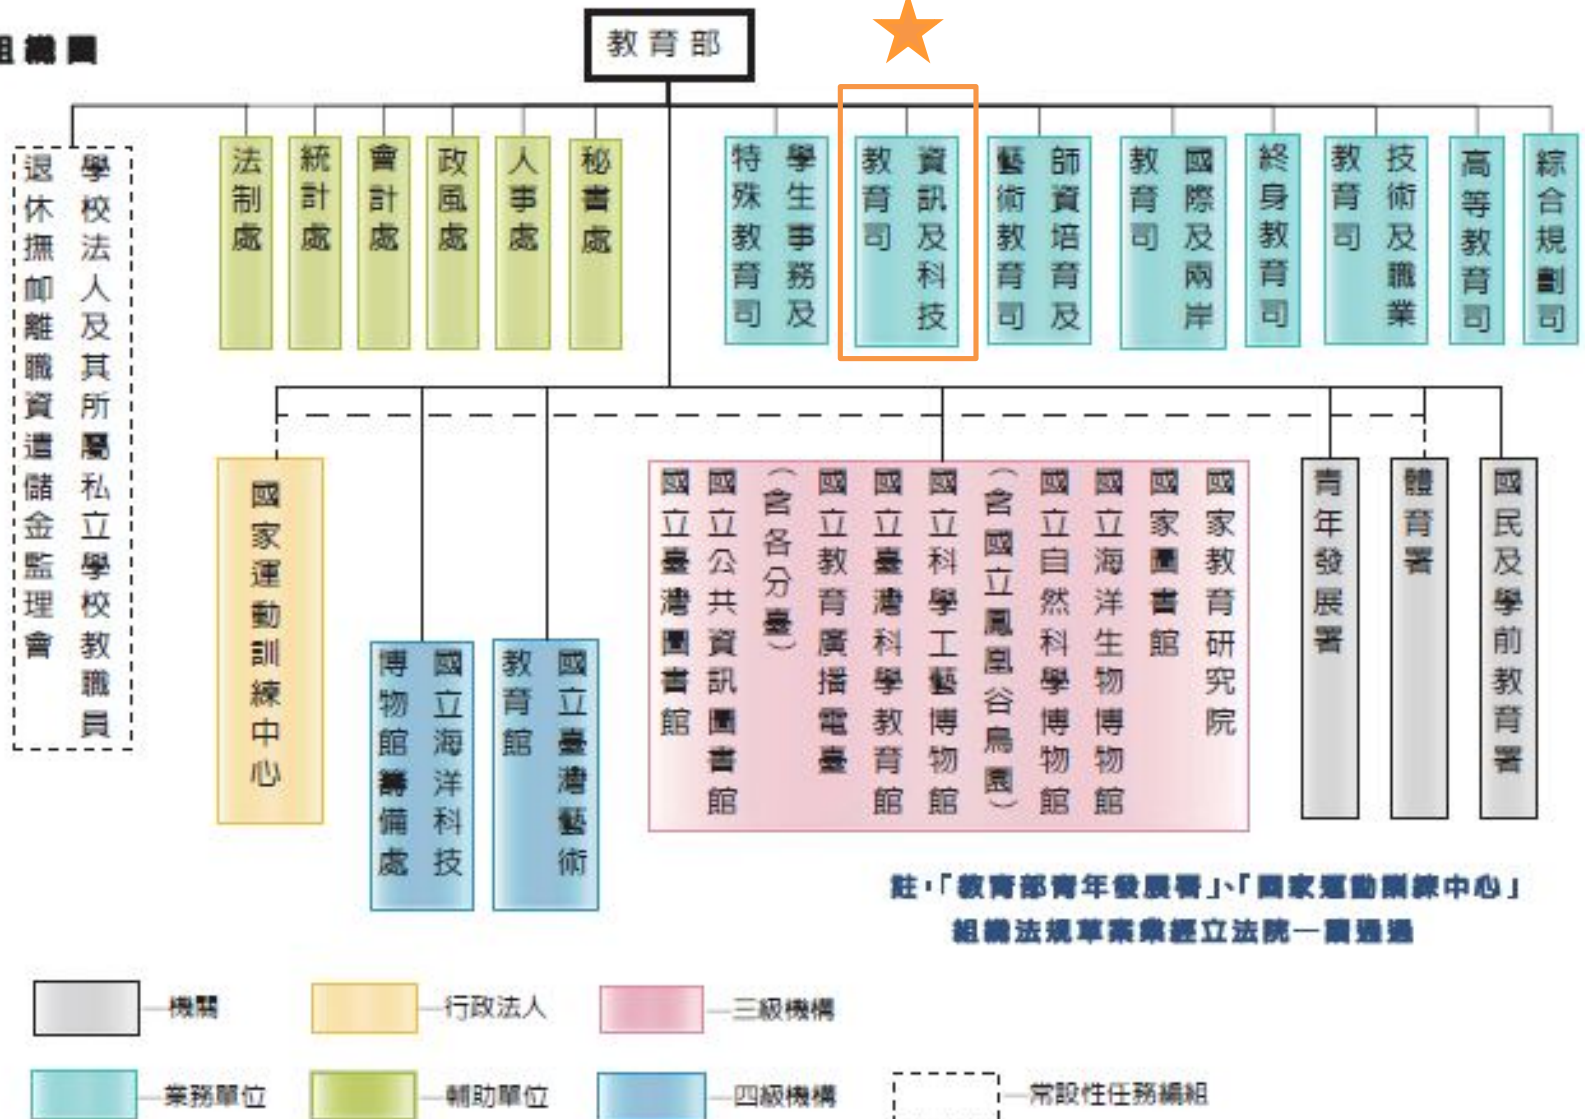 組織圖
教育部
學校法人及其所屬私立學校教職員
退休撫卹離職資遣儲金監理會
法制處
統計處
會計處
政風處
人事處
秘書處
學生事務及
特殊教育司
資訊及科技
教育司
師資培育及
藝術教育司
國際及兩岸
教育司
終身教育司
技術及職業
教育司
高等教育司
綜合規劃司
國家運動訓練中心
國立海洋科技
博物館籌備處
國立臺灣藝術
教育館
國立臺灣圖書館
國立公共資訊圖書館
(含各分臺)
國立教育廣播電臺
國立臺灣科學教育館
國立科學工藝博物館
(含國立鳳凰谷鳥園)
國立自然科學博物館
國立海洋生物博物館
國家圖書館
國家教育研究院
青年發展署
體育署
國民及學前教育署
註:「教育部青年發展署」、「國家運動訓練中心」
組織法規草案業經立法院一讀通過
機關
行政法人
三級機構
業務單位
輔助單位
四級機構
常設性任務編組